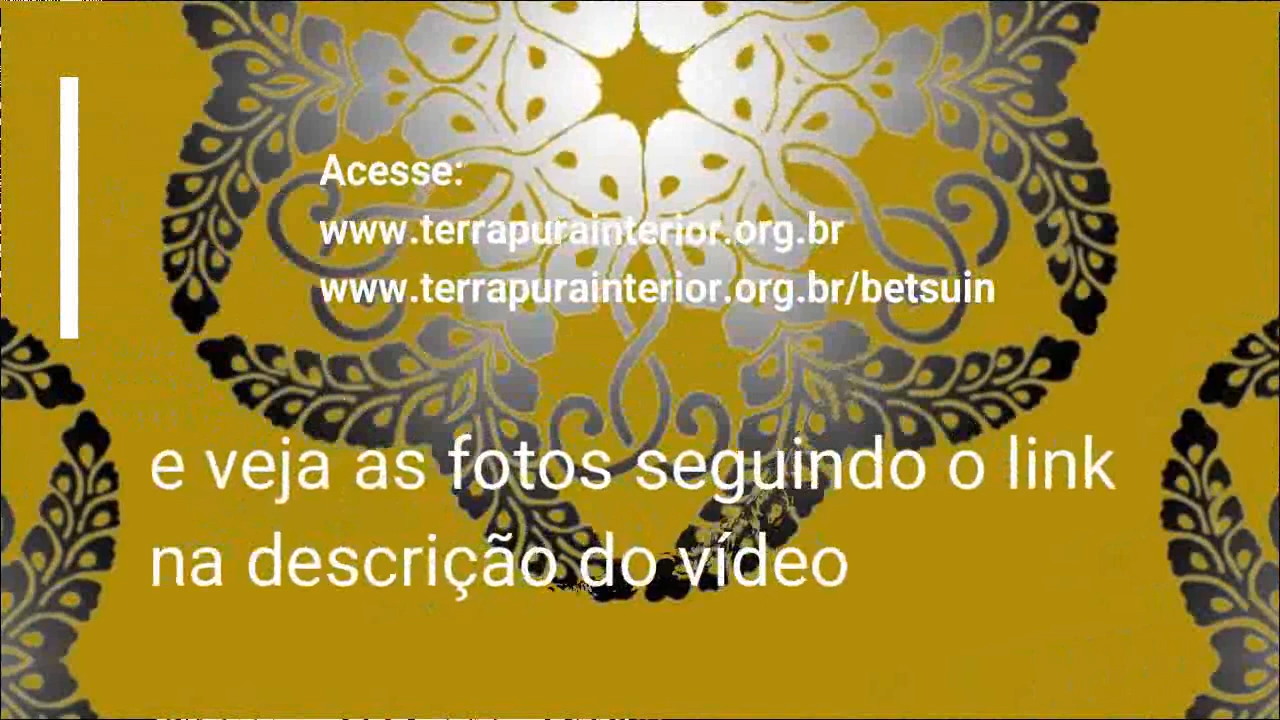 Acesse:
www.terrapurainterior.org.br
www.terrapurainterior.org.br/betsuin
e veja as fotos seguindo o link
na descrição do vídeo